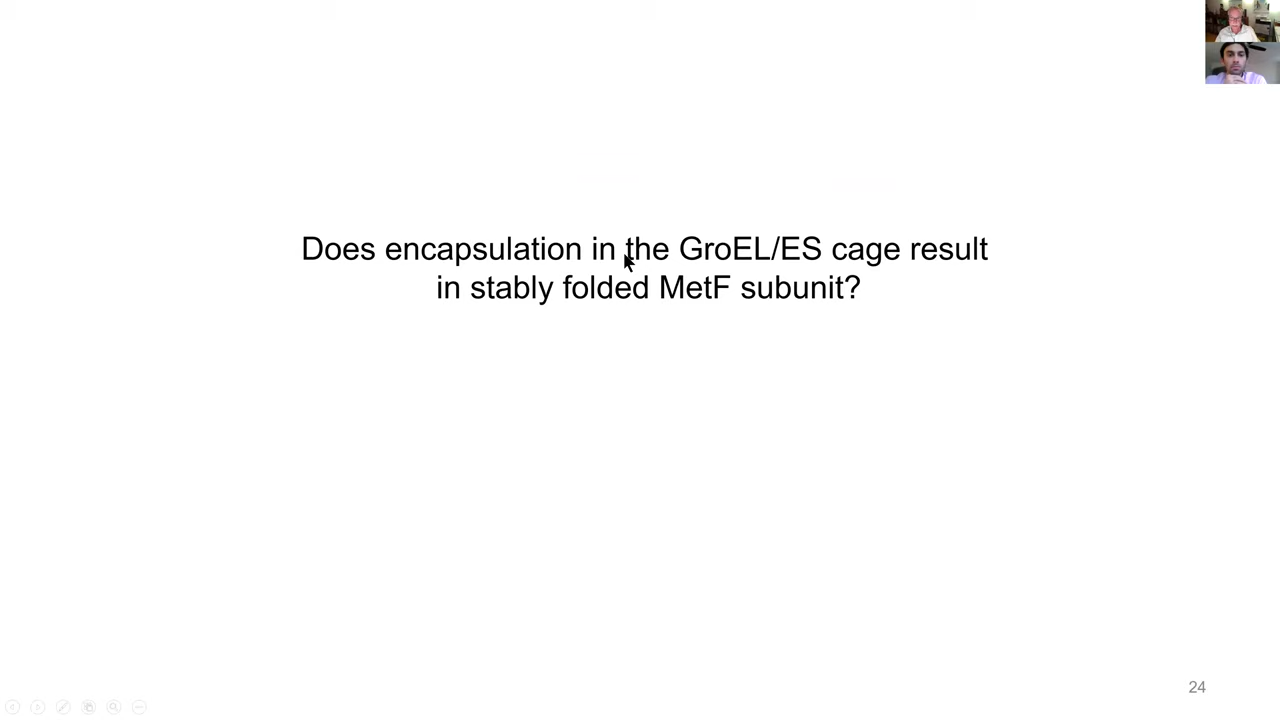 Does encapsulation in the GroEL/ES cage result
in stably folded MetF subunit?
24